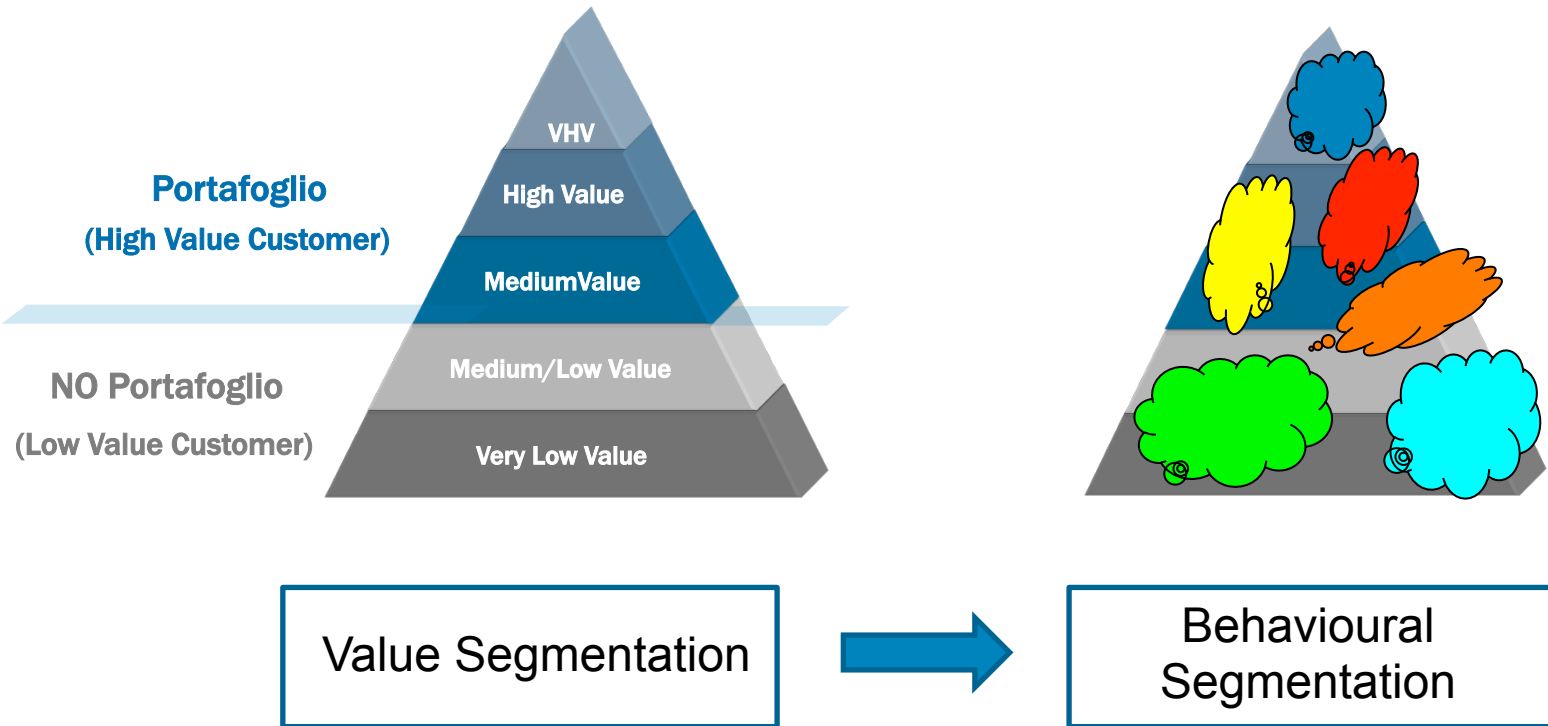 VHV
High Value
MediumValue
Medium/Low Value
Very Low Value
Portafoglio
(High Value Customer)
NO Portafoglio
(Low Value Customer)
Value Segmentation
Behavioural
Segmentation